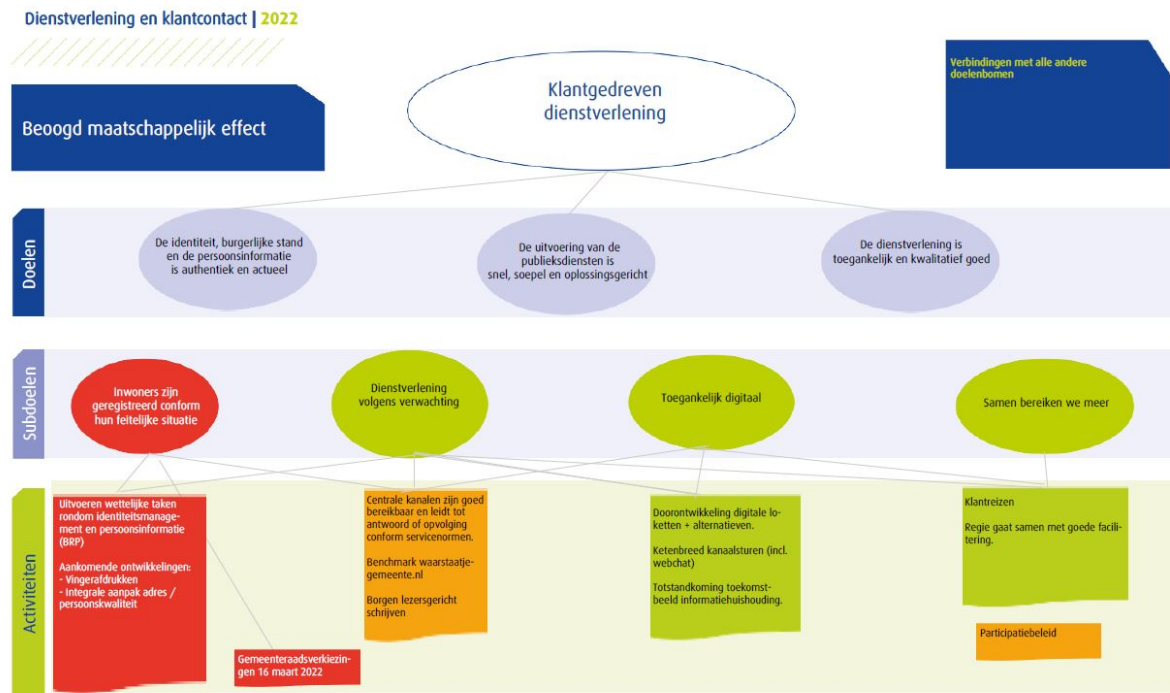 Dienstverlening en klantcontact | 2022
Beoogd maatschappelijk effect
Klantgedreven
dienstverlening
Verbindingen met alle andere
doelenbomen
Doelen
De identiteit, burgerlijke stand
en de persoonsinformatie
is authentiek en actueel
De uitvoering van de
publieksdiensten is
snel, soepel en oplossingsgericht
De dienstverlening is
toegankelijk en kwalitatief goed
Subdoelen
Inwoners zijn
geregistreerd conform
hun feitelijke situatie
Dienstverlening
volgens verwachting
Toegankelijk digitaal
Samen bereiken we meer
Activiteiten
Uitvoeren wettelijke taken
rondom identiteitsmanage-
ment en persoonsinformatie
(BRP)
Aankomende ontwikkelingen:
- Vingerafdrukken
- Integrale aanpak adres /
persoonskwaliteit
Gemeenteraadsverkiezin-
gen 16 maart 2022
Centrale kanalen zijn goed
bereikbaar en leidt tot
antwoord of opvolging
conform servicenormen.
Benchmark waarstaatje-
gemeente.nl
Borgen lezersgericht
schrijven
Doorontwikkeling digitale lo-
ketten + alternatieven.
Ketenbreed kanaalsturen (incl.
webchat)
Totstandkoming toekomst-
beeld informatiehuishouding.
Klantreizen
Regie gaat samen met goede facili-
tering.
Participatiebeleid